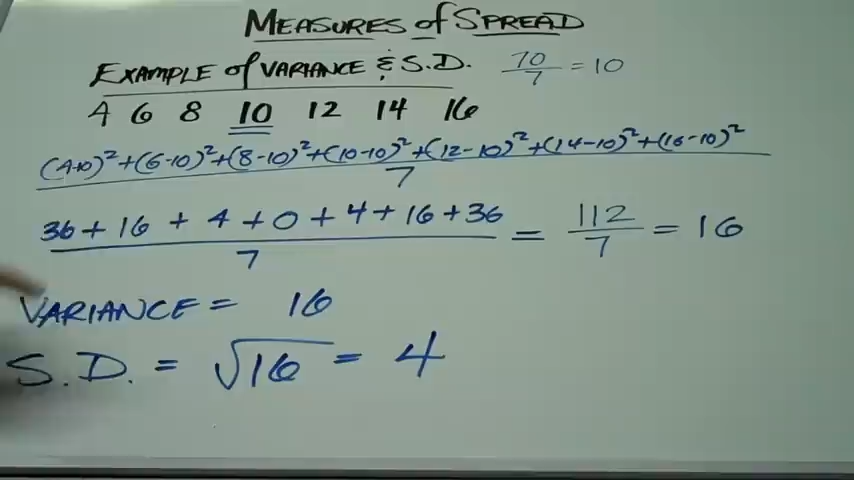 MEASURES of SPREAD
EXAMPLE of VARIANCE & S.D. 70/7 = 10
4 6 8 10 12 14 16
(4-10)²+(6-10)²+(8-10)²+(10-10)²+(12-10)²+(14-10)²+(16-10)²
7
36 + 16 + 4 + 0 + 4 + 16 + 36 = 112/7 = 16
7
VARIANCE = 16
S.D. = √16 = 4